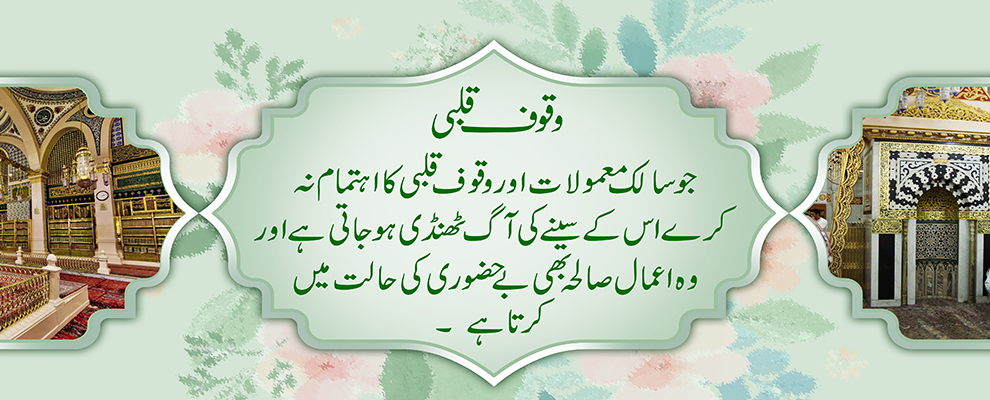 وقوف قلبی
جو سالک معمولات اور وقوف قلبی کا اہتمام نہ
کرے اس کے سینے کی آگ ٹھنڈی ہو جاتی ہے اور
وہ اعمال صالحہ بھی بے حضوری کی حالت میں
کرتا ہے ۔